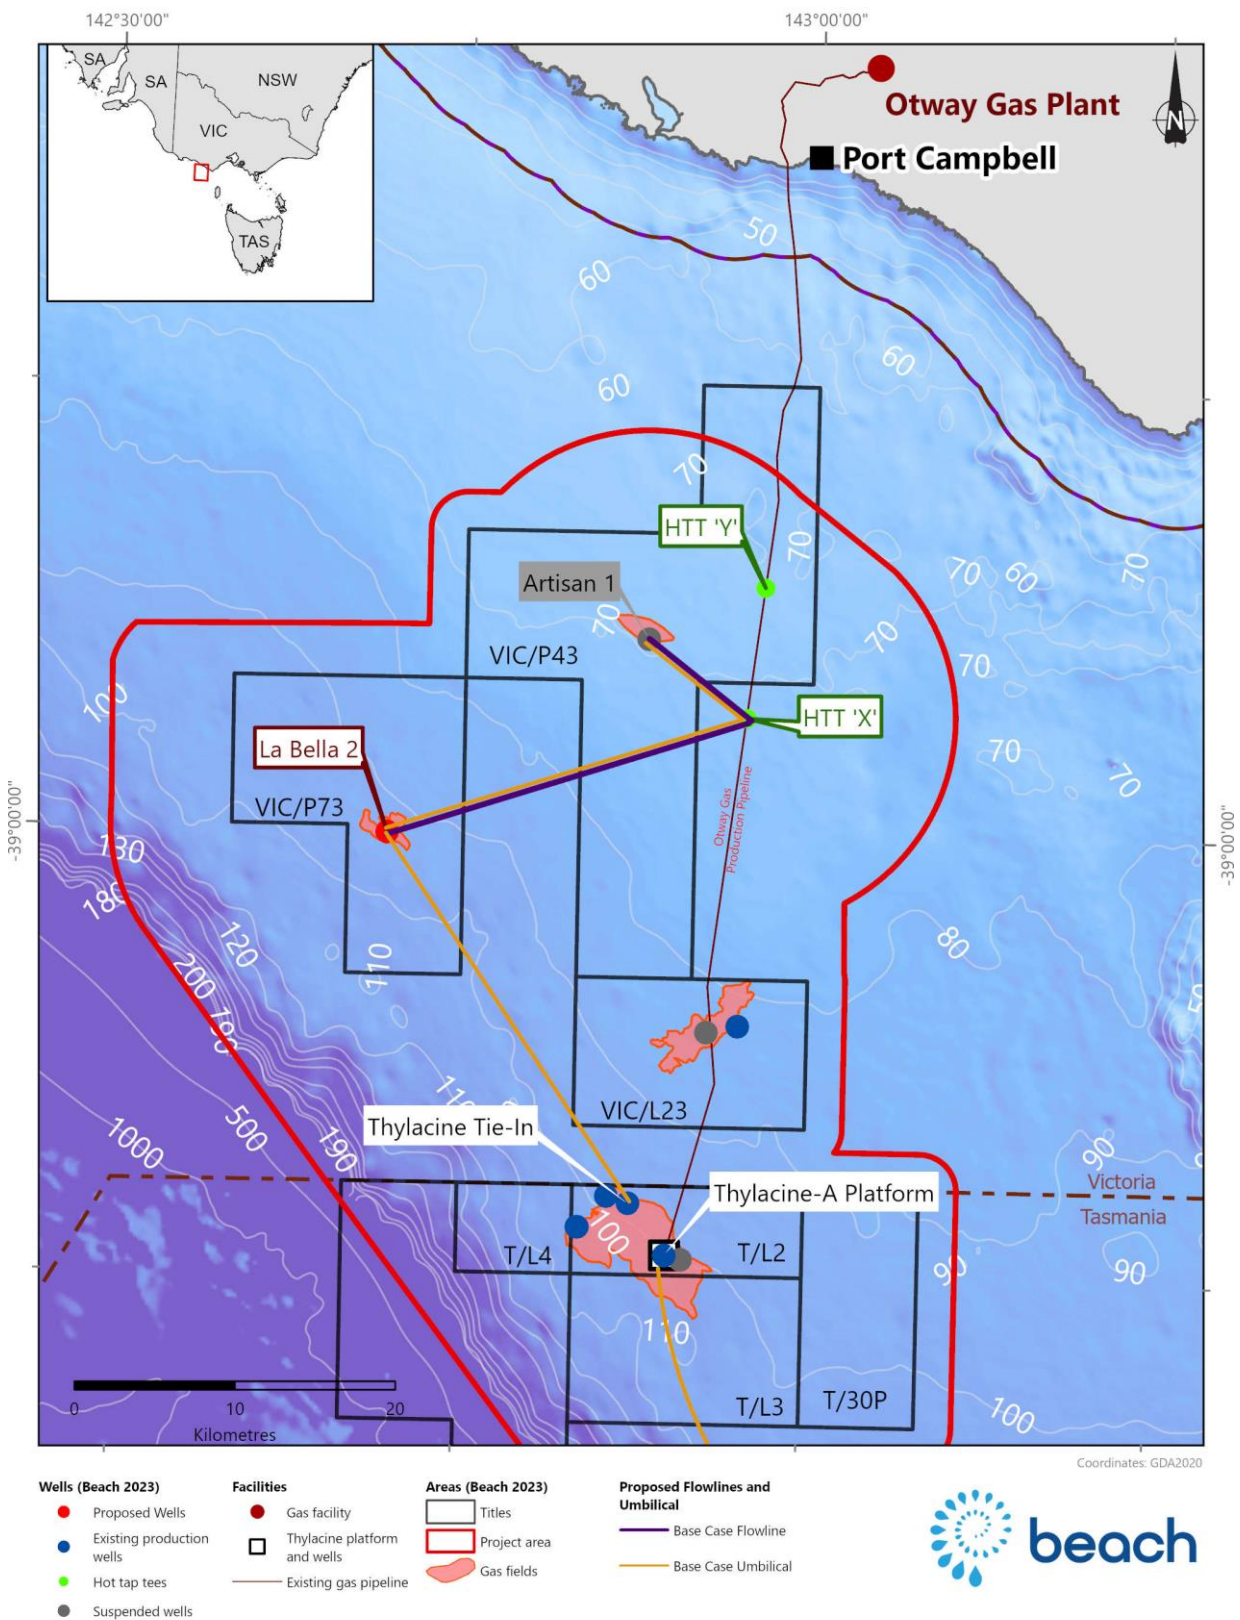 142°30'00"
143°00'00"
SA
SA
NSW
VIC
TAS
N
Otway Gas Plant
Port Campbell
50
60
60
60
70
HTT 'Y'
70
70
60
70
Artisan 1
70
70
VIC/P43
70
100
HTT 'X'
La Bella 2
70
70
VIC/P73
Otway Gas
Production Pipeline
-39°00'00"
-39°00'00"
130
180
120
110
80
200
190
VIC/L23
110
Thylacine Tie-In
500
1000
190
90
Thylacine-A Platform
Victoria
Tasmania
100
T/L4
T/L2
90
90
110
T/L3
T/30P
100
0
10
20
Kilometres
Coordinates: GDA2020
Wells (Beach 2023)
Proposed Wells
Existing production
wells
Hot tap tees
Suspended wells
Facilities
Gas facility
Thylacine platform
and wells
Existing gas pipeline
Areas (Beach 2023)
Titles
Project area
Gas fields
Proposed Flowlines and
Umbilical
Base Case Flowline
Base Case Umbilical
beach